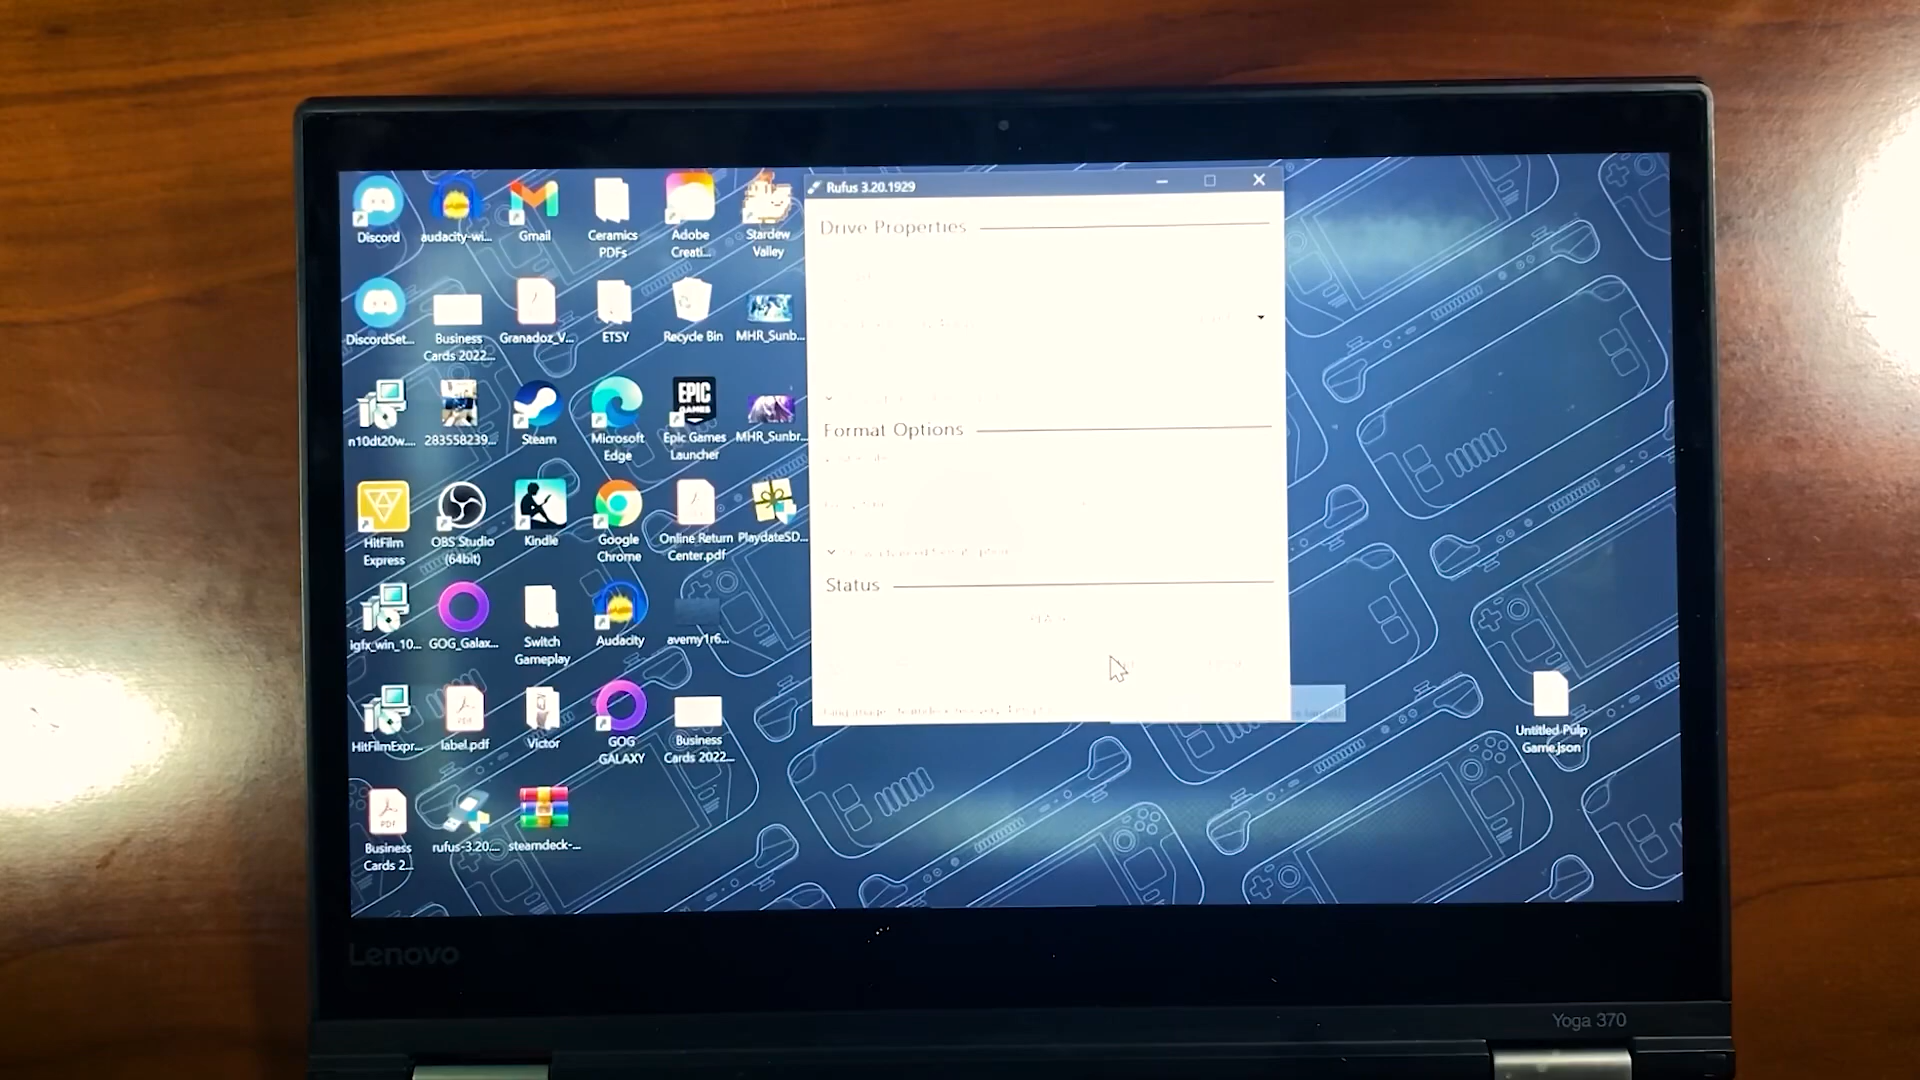 Rufus 3.20.1929
Drive Properties
Format Options
Status
Discord
audacity-wi...
Gmail
Ceramics
PDFs
Adobe
Creati...
Stardew
Valley
DiscordSet...
Business
Cards 2022...
Granadoz_V...
ETSY
Recycle Bin
MHR_Sunb...
n10dt20w....
283558239...
Steam
Microsoft
Edge
EPIC
GAMES
Epic Games
Launcher
MHR_Sunbr...
HitFilm
Express
OBS Studio
(64bit)
Kindle
Google
Chrome
Online Return
Center.pdf
PlaydateSD...
igfx_win_10...
GOG_Galax...
Switch
Gameplay
Audacity
avemy1r6...
HitFilmExpr...
PDF
label.pdf
Victor
GOG
GALAXY
Business
Cards 2022...
PDF
Business
Cards 2...
rufus-3.20....
steamdeck-...
Untitled Pulp
Game.json
Lenovo
Yoga 370